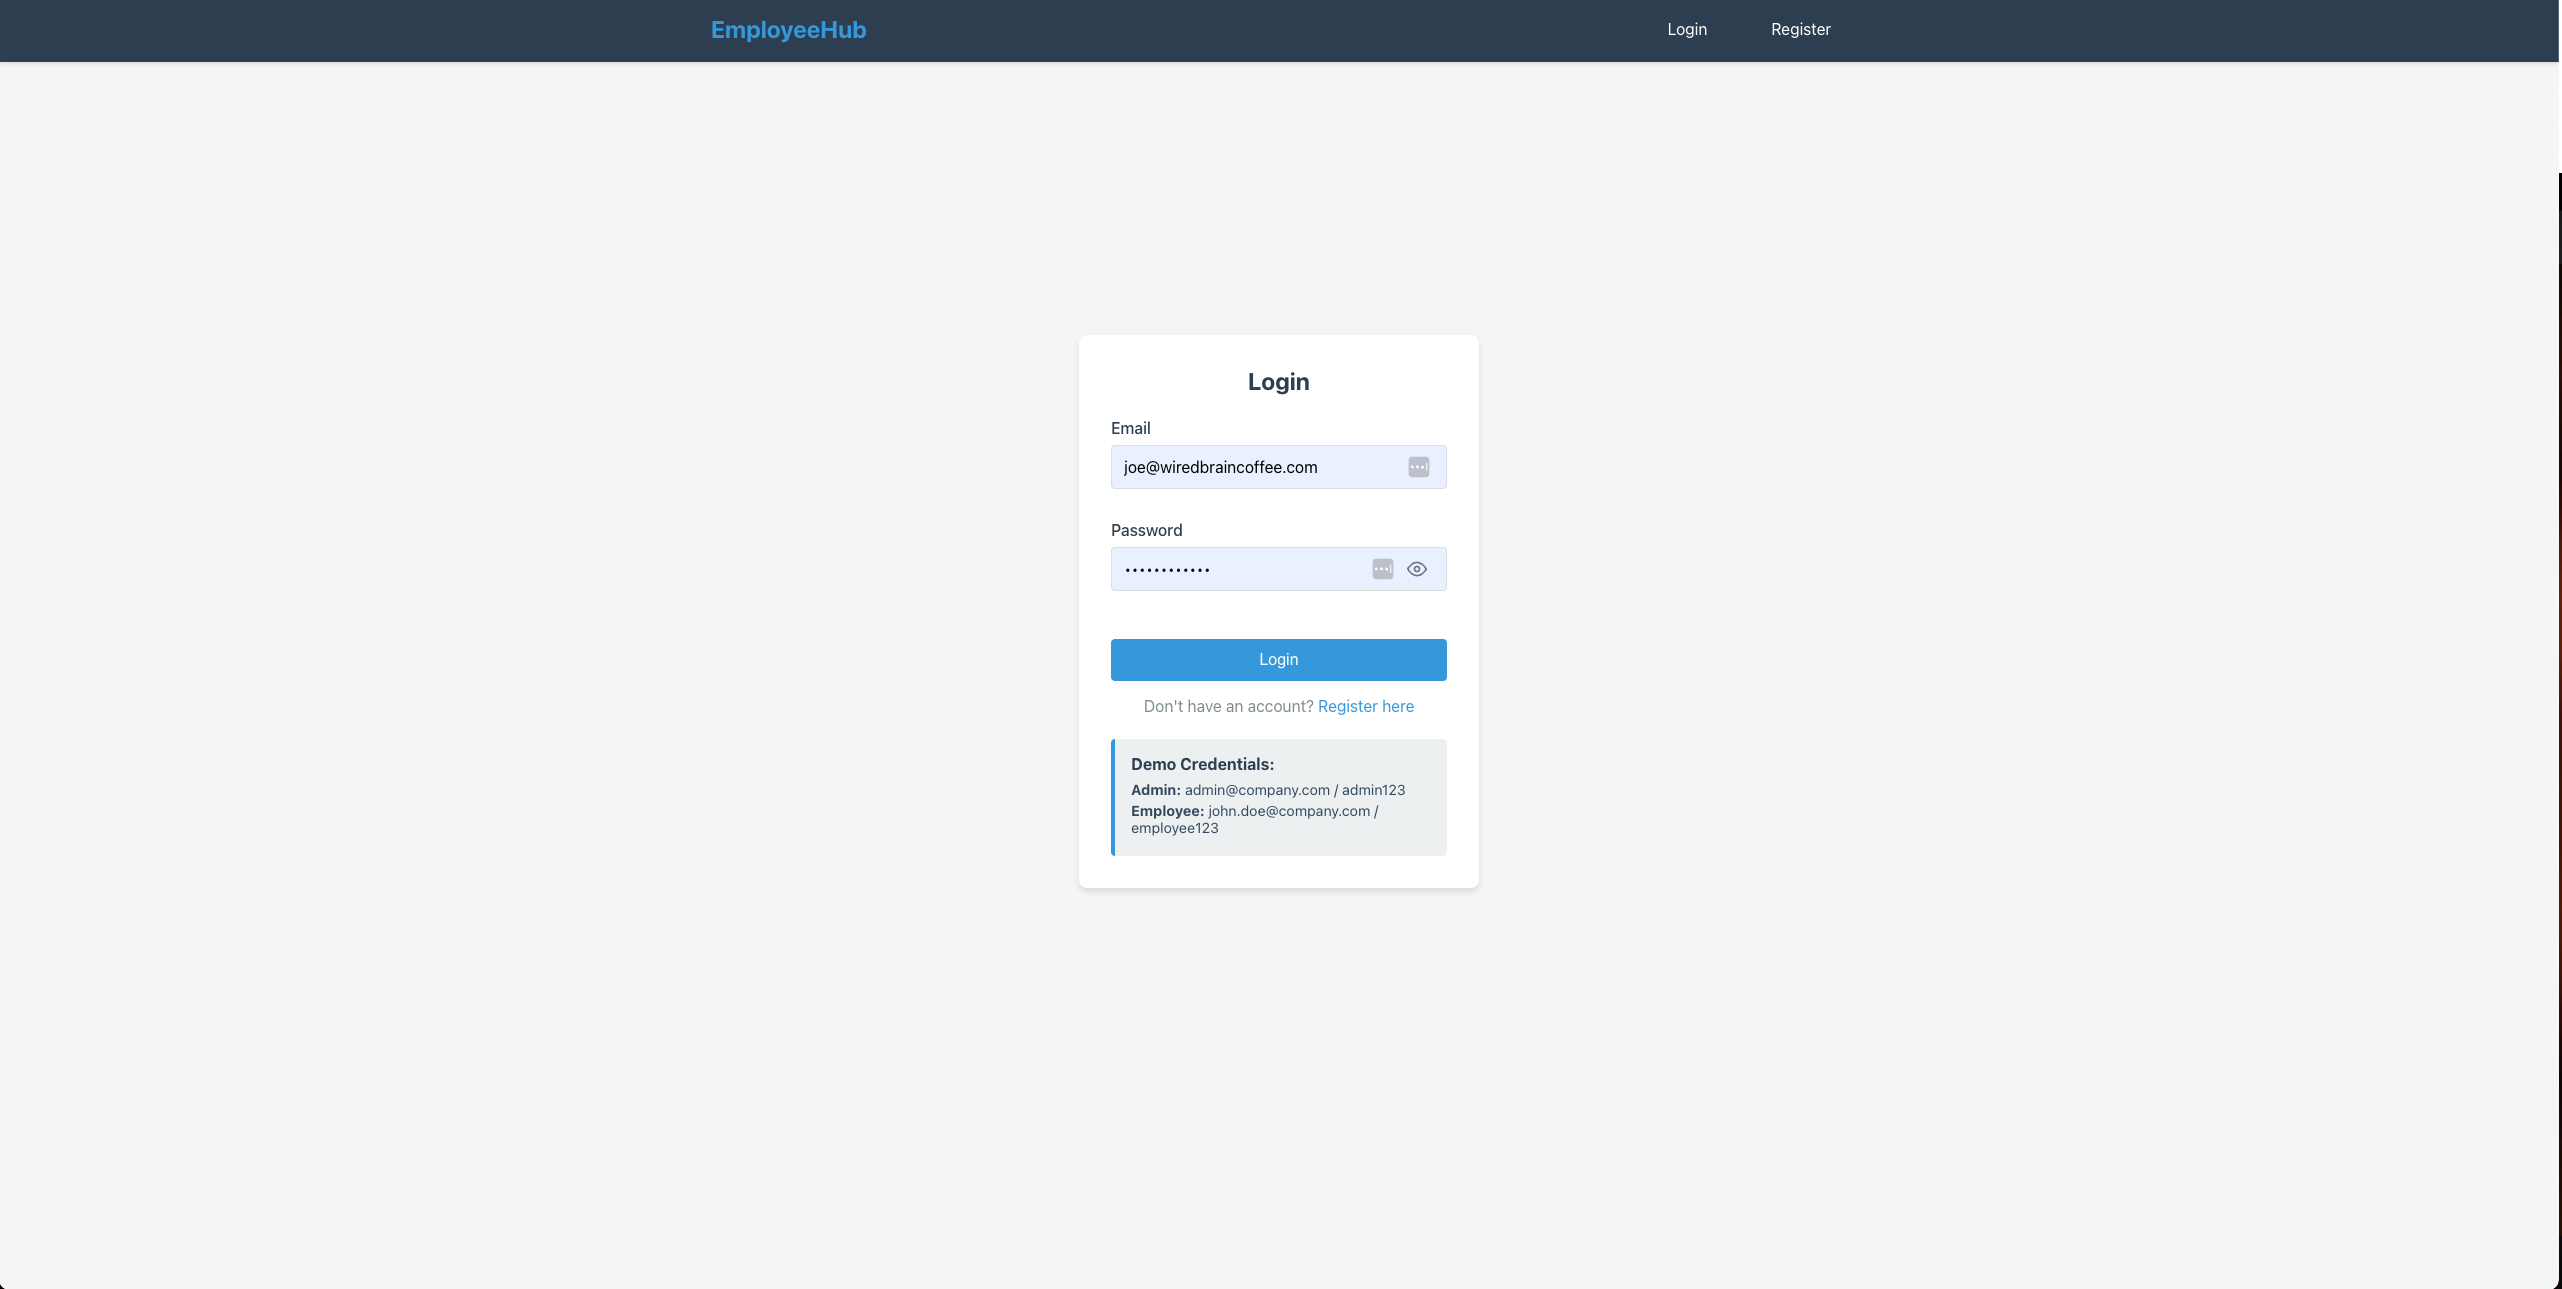 EmployeeHub
Login
Register
Login
Email
joe@wiredbraincoffee.com
Password
••••••••••••
Login
Don't have an account? Register here
Demo Credentials:
Admin: admin@company.com / admin123
Employee: john.doe@company.com /
employee123